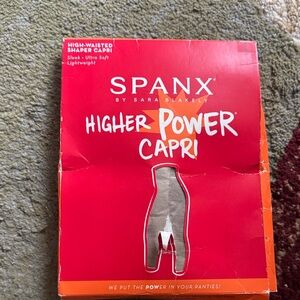 HIGH-WAISTED
SHAPER CAPRI
Sleek • Ultra Soft
Lightweight
SPANX®
BY SARA BLAKELY
HIGHER POWER
CAPRI
WE PUT THE POWER IN YOUR PANTIES!